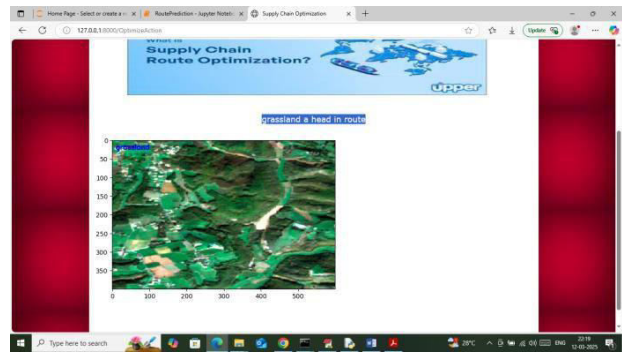 Home Page - Select or create a n
RoutePrediction - Jupyter Noteb
Supply Chain Optimization
127.0.0.1:8000/OptimizeAction
Update
Supply Chain
Route Optimization?
upper
grassland a head in route
grassland
0
50
100
150
200
250
300
350
0 100 200 300 400 500
Type here to search
28°C
ENG
22:19
12-03-2025